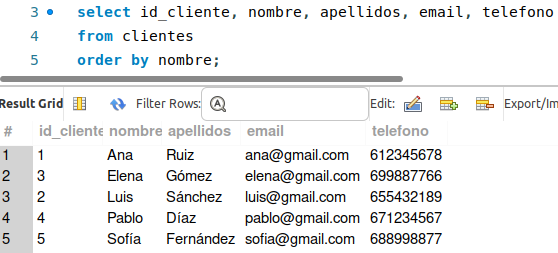 3 select id_cliente, nombre, apellidos, email, telefono
4 from clientes
5 order by nombre;
Result Grid Filter Rows: Edit: Export/Im
# id_cliente nombre apellidos email telefono
1 1 Ana Ruiz ana@gmail.com 612345678
2 3 Elena Gómez elena@gmail.com 699887766
3 2 Luis Sánchez luis@gmail.com 655432189
4 4 Pablo Díaz pablo@gmail.com 671234567
5 5 Sofía Fernández sofia@gmail.com 688998877